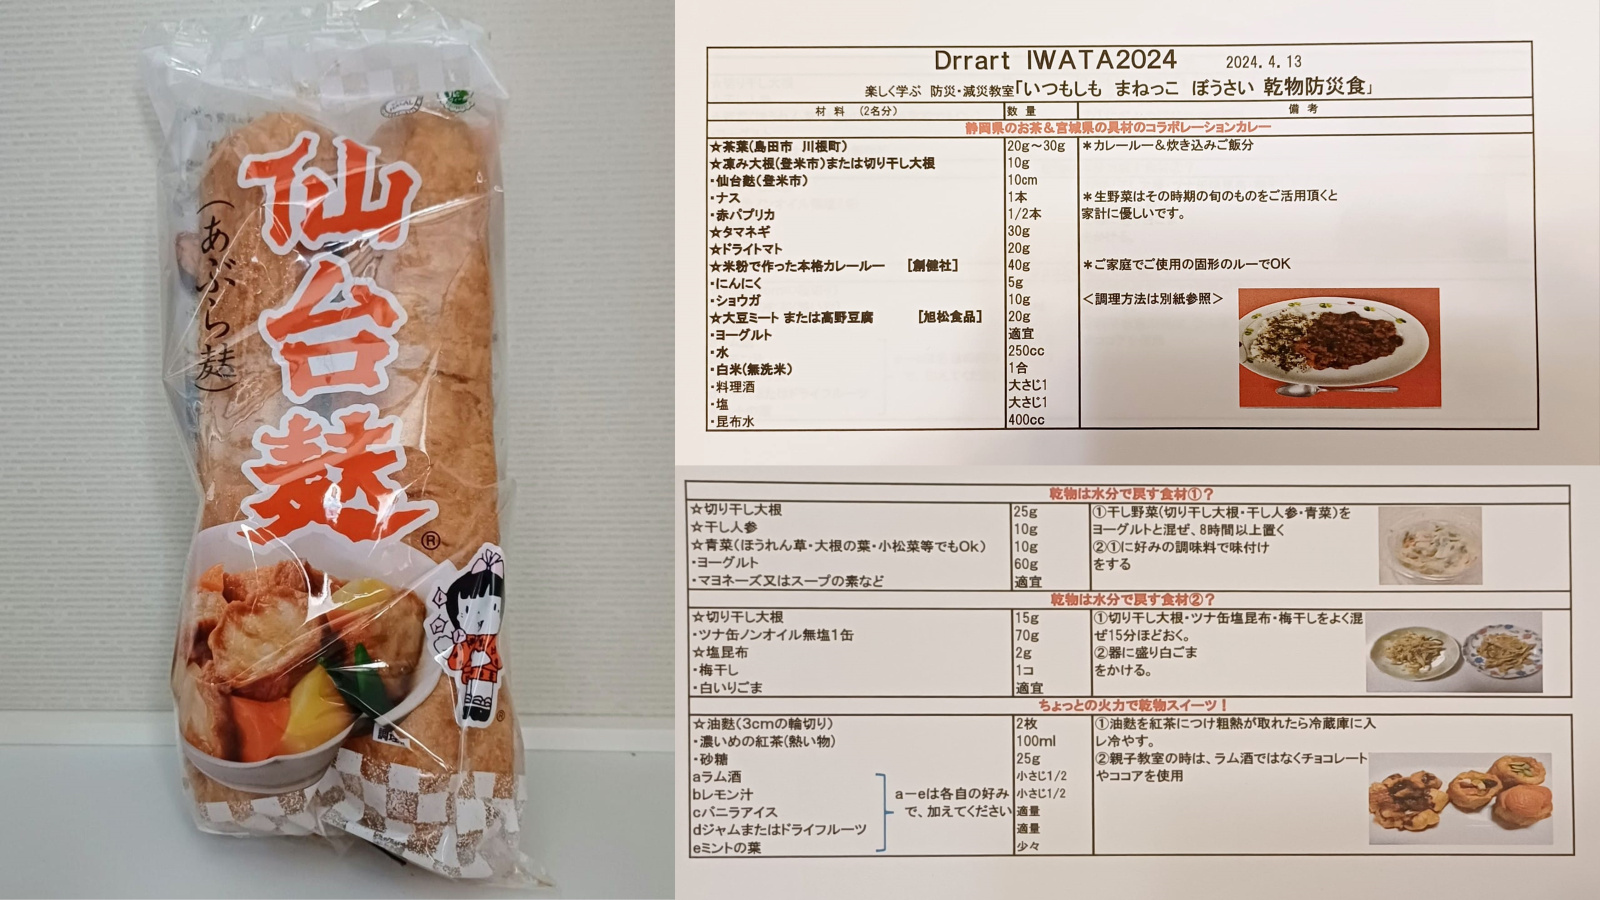 仙台麩
(あぶら麸)
®
Drrart IWATA2024 2024.4.13
楽しく学ぶ 防災・減災教室「いつもしも まねっこ ぼうさい 乾物防災食」
材 料 (2名分) 数 量 備 考
静岡県のお茶＆宮城県の具材のコラボレーションカレー
☆茶葉(島田市 川根町) 20g～30g ＊カレールー＆炊き込みご飯分
☆凍み大根(登米市)または切り干し大根 10g
・仙台麩(登米市) 10cm
・ナス 1本 ＊生野菜はその時期の旬のものをご活用頂くと
・赤パプリカ 1/2本 家計に優しいです。
☆タマネギ 30g
☆ドライトマト 20g
☆米粉で作った本格カレールー [創健社] 40g ＊ご家庭でご使用の固形のルーでOK
・にんにく 5g
・ショウガ 10g ＜調理方法は別紙参照＞
☆大豆ミート または高野豆腐 [旭松食品] 20g
・ヨーグルト 適宜
・水 250cc
・白米(無洗米) 1合
・料理酒 大さじ1
・塩 大さじ1
・昆布水 400cc
乾物は水分で戻す食材①？
☆切り干し大根 25g ①干し野菜(切り干し大根・干し人参・青菜)を
☆干し人参 10g ヨーグルトと混ぜ、8時間以上置く
☆青菜(ほうれん草・大根の葉・小松菜等でもOk) 10g ②①に好みの調味料で味付け
・ヨーグルト 60g をする
・マヨネーズ又はスープの素など 適宜
乾物は水分で戻す食材②？
☆切り干し大根 15g ①切り干し大根・ツナ缶塩昆布・梅干しをよく混
・ツナ缶ノンオイル無塩1缶 70g ぜ15分ほどおく。
☆塩昆布 2g ②器に盛り白ごま
・梅干し 1コ をかける。
・白いりごま 適宜
ちょっとの火力で乾物スイーツ！
☆油麩(3cmの輪切り) 2枚 ①油麩を紅茶につけ粗熱が取れたら冷蔵庫に入
・濃いめの紅茶(熱い物) 100ml レ冷やす。
・砂糖 25g ②親子教室の時は、ラム酒ではなくチョコレート
aラム酒 小さじ1/2 やココアを使用
bレモン汁 a－eは各自の好み 小さじ1/2
cバニラアイス で、加えてください 適量
dジャムまたはドライフルーツ 適量
eミントの葉 少々